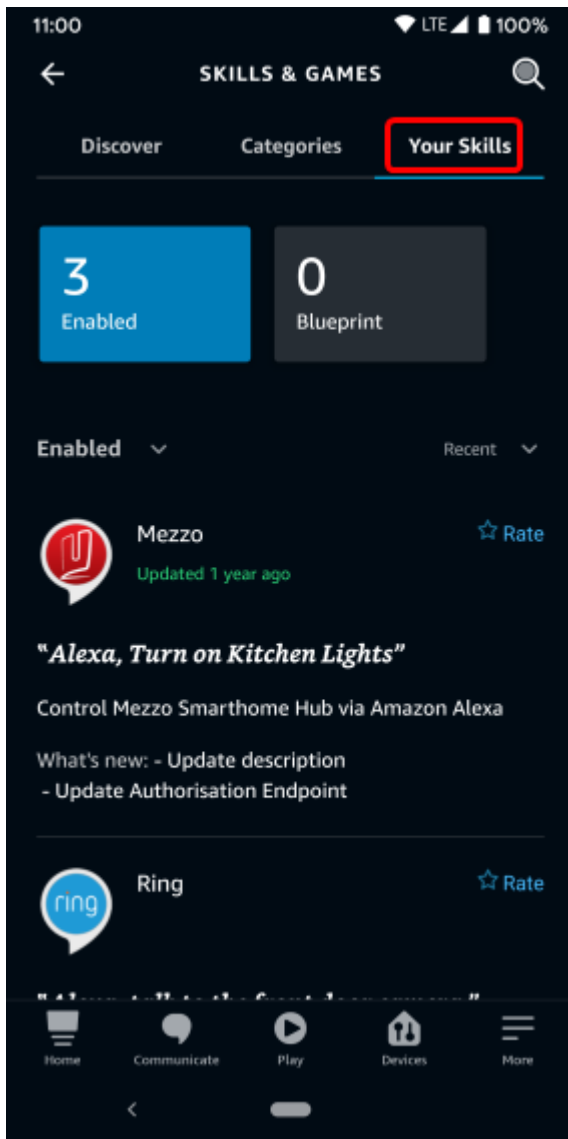 11:00 LTE 100%
SKILLS & GAMES
Discover Categories Your Skills
3 0
Enabled Blueprint
Enabled Recent
Mezzo Rate
Updated 1 year ago
"Alexa, Turn on Kitchen Lights"
Control Mezzo Smarthome Hub via Amazon Alexa
What's new: - Update description
- Update Authorisation Endpoint
ring Ring Rate
Home Communicate Play Devices More